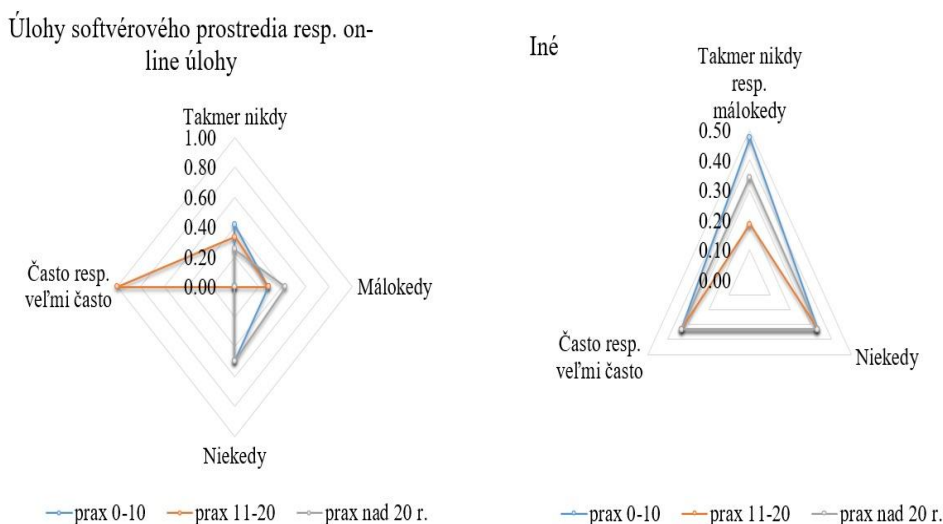 Úlohy softvérového prostredia resp. on-
line úlohy
Takmer nikdy
1.00
0.80
0.60
0.40
0.20
0.00
Často resp.
veľmi často
Málokedy
Niekedy
prax 0-10 prax 11-20 prax nad 20 r.
Iné
Takmer nikdy
resp.
málokedy
0.50
0.40
0.30
0.20
0.10
0.00
Často resp.
veľmi často
Niekedy
prax 0-10 prax 11-20 prax nad 20 r.